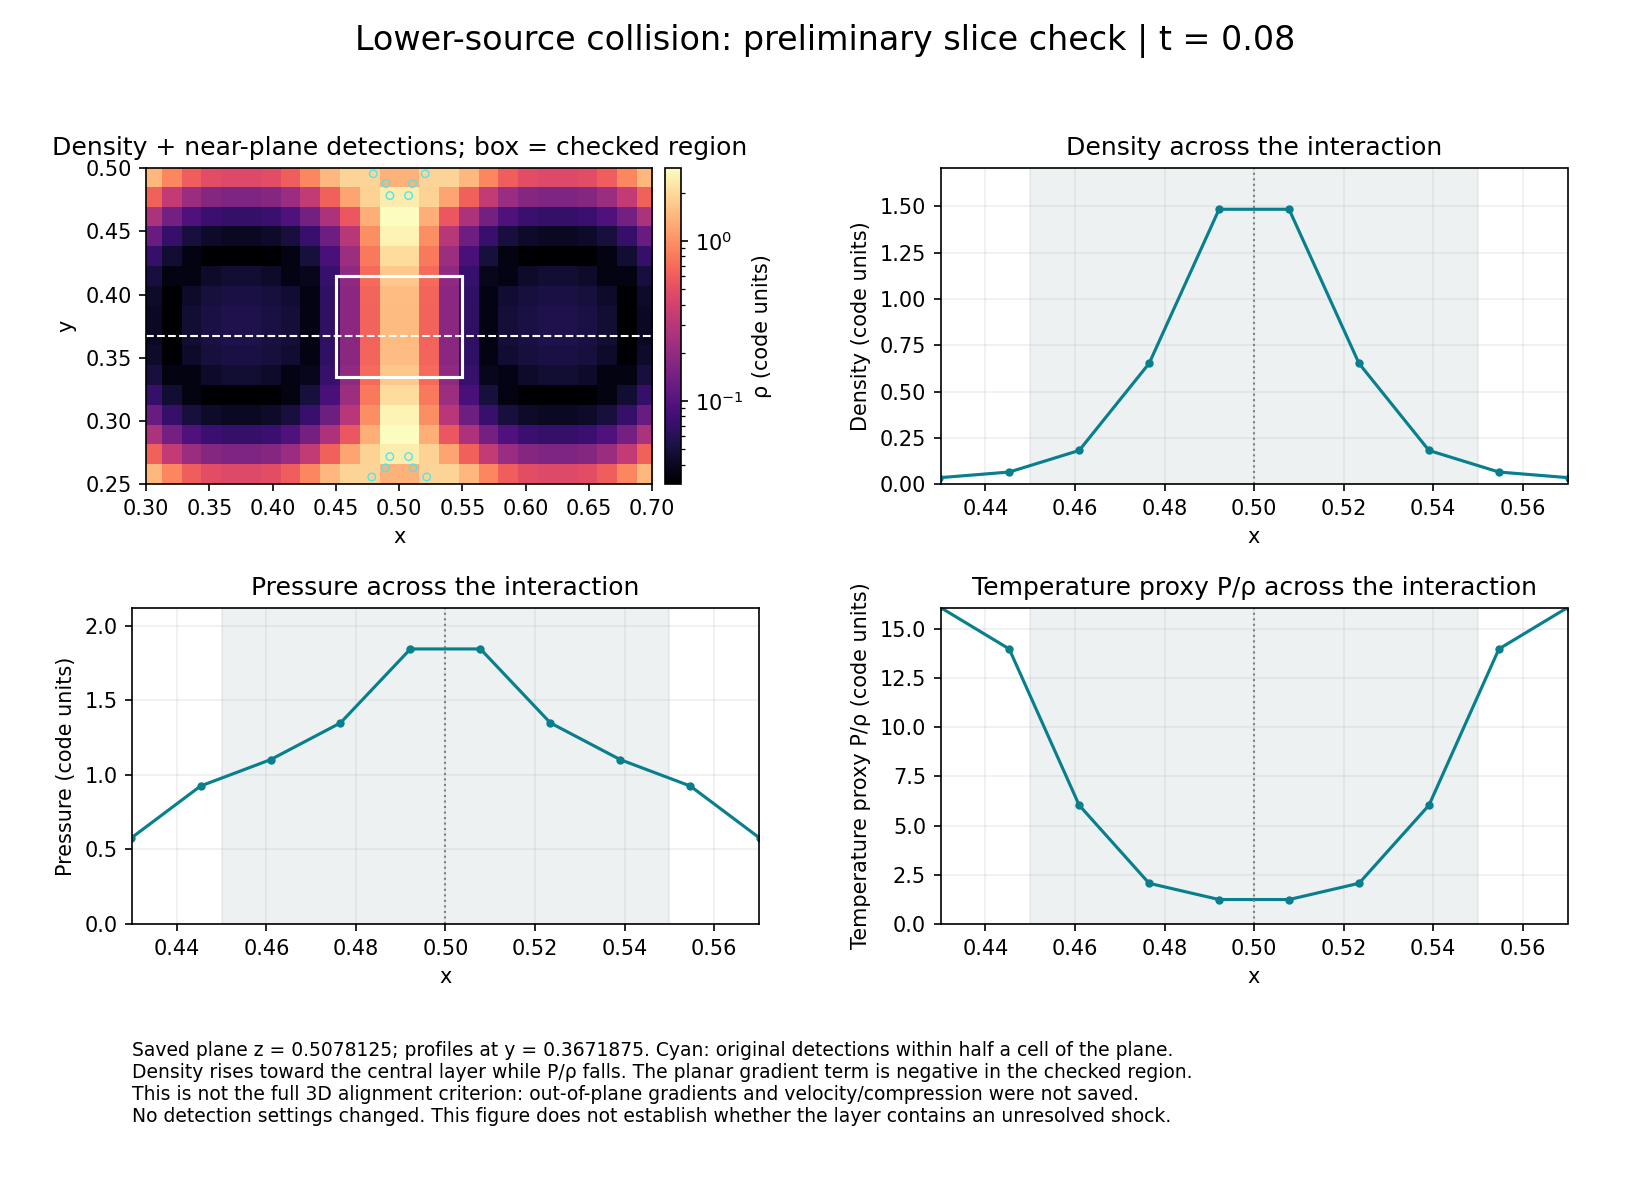 Lower-source collision: preliminary slice check | t = 0.08
Density + near-plane detections; box = checked region
0.50
0.45
0.40
0.35
0.30
0.25
y
0.30 0.35 0.40 0.45 0.50 0.55 0.60 0.65 0.70
x
10⁰
10⁻¹
ρ (code units)
Density across the interaction
1.50
1.25
1.00
0.75
0.50
0.25
0.00
Density (code units)
0.44 0.46 0.48 0.50 0.52 0.54 0.56
x
Pressure across the interaction
2.0
1.5
1.0
0.5
0.0
Pressure (code units)
0.44 0.46 0.48 0.50 0.52 0.54 0.56
x
Temperature proxy P/ρ across the interaction
15.0
12.5
10.0
7.5
5.0
2.5
0.0
Temperature proxy P/ρ (code units)
0.44 0.46 0.48 0.50 0.52 0.54 0.56
x
Saved plane z = 0.5078125; profiles at y = 0.3671875. Cyan: original detections within half a cell of the plane.
Density rises toward the central layer while P/ρ falls. The planar gradient term is negative in the checked region.
This is not the full 3D alignment criterion: out-of-plane gradients and velocity/compression were not saved.
No detection settings changed. This figure does not establish whether the layer contains an unresolved shock.